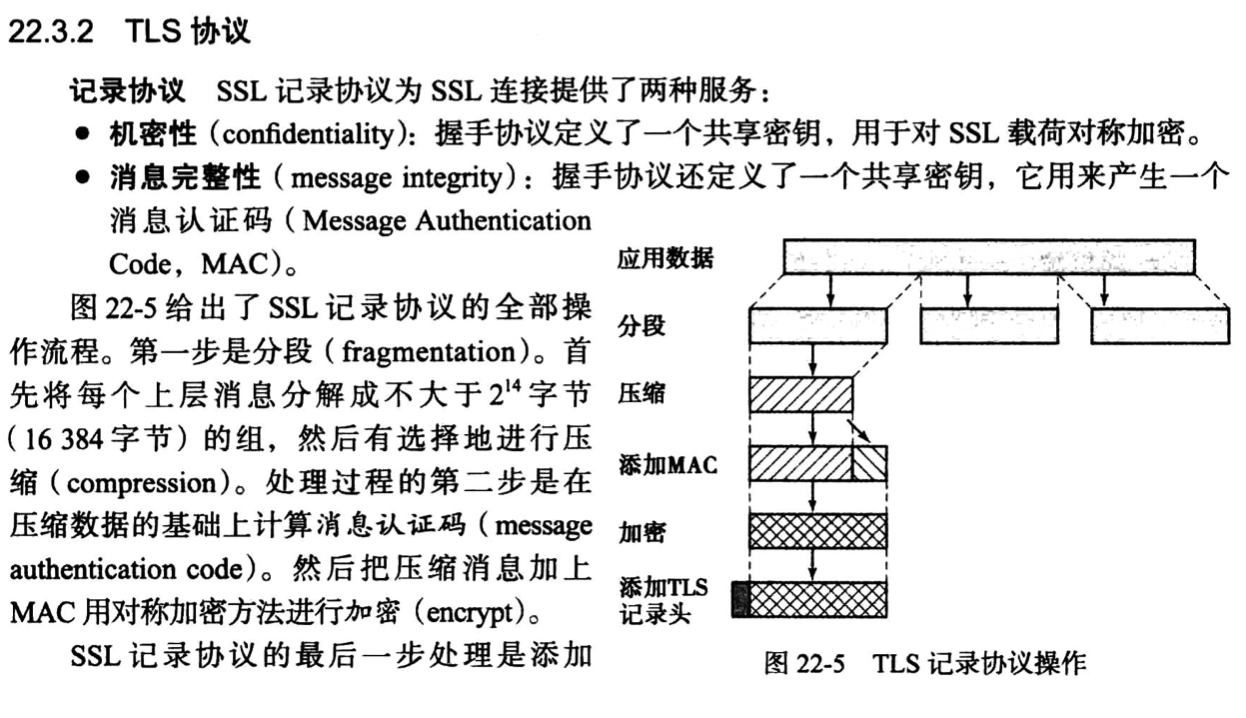 22.3.2 TLS 协议
记录协议 SSL 记录协议为 SSL 连接提供了两种服务：
● 机密性（confidentiality）：握手协议定义了一个共享密钥，用于对 SSL 载荷对称加密。
● 消息完整性（message integrity）：握手协议还定义了一个共享密钥，它用来产生一个
消息认证码（Message Authentication
Code，MAC）。
图 22-5 给出了 SSL 记录协议的全部操
作流程。第一步是分段（fragmentation）。首
先将每个上层消息分解成不大于 2¹⁴ 字节
（16 384 字节）的组，然后有选择地进行压
缩（compression）。处理过程的第二步是在
压缩数据的基础上计算消息认证码（message
authentication code）。然后把压缩消息加上
MAC 用对称加密方法进行加密（encrypt）。
SSL 记录协议的最后一步处理是添加
应用数据
分段
压缩
添加MAC
加密
添加TLS
记录头
图 22-5 TLS 记录协议操作